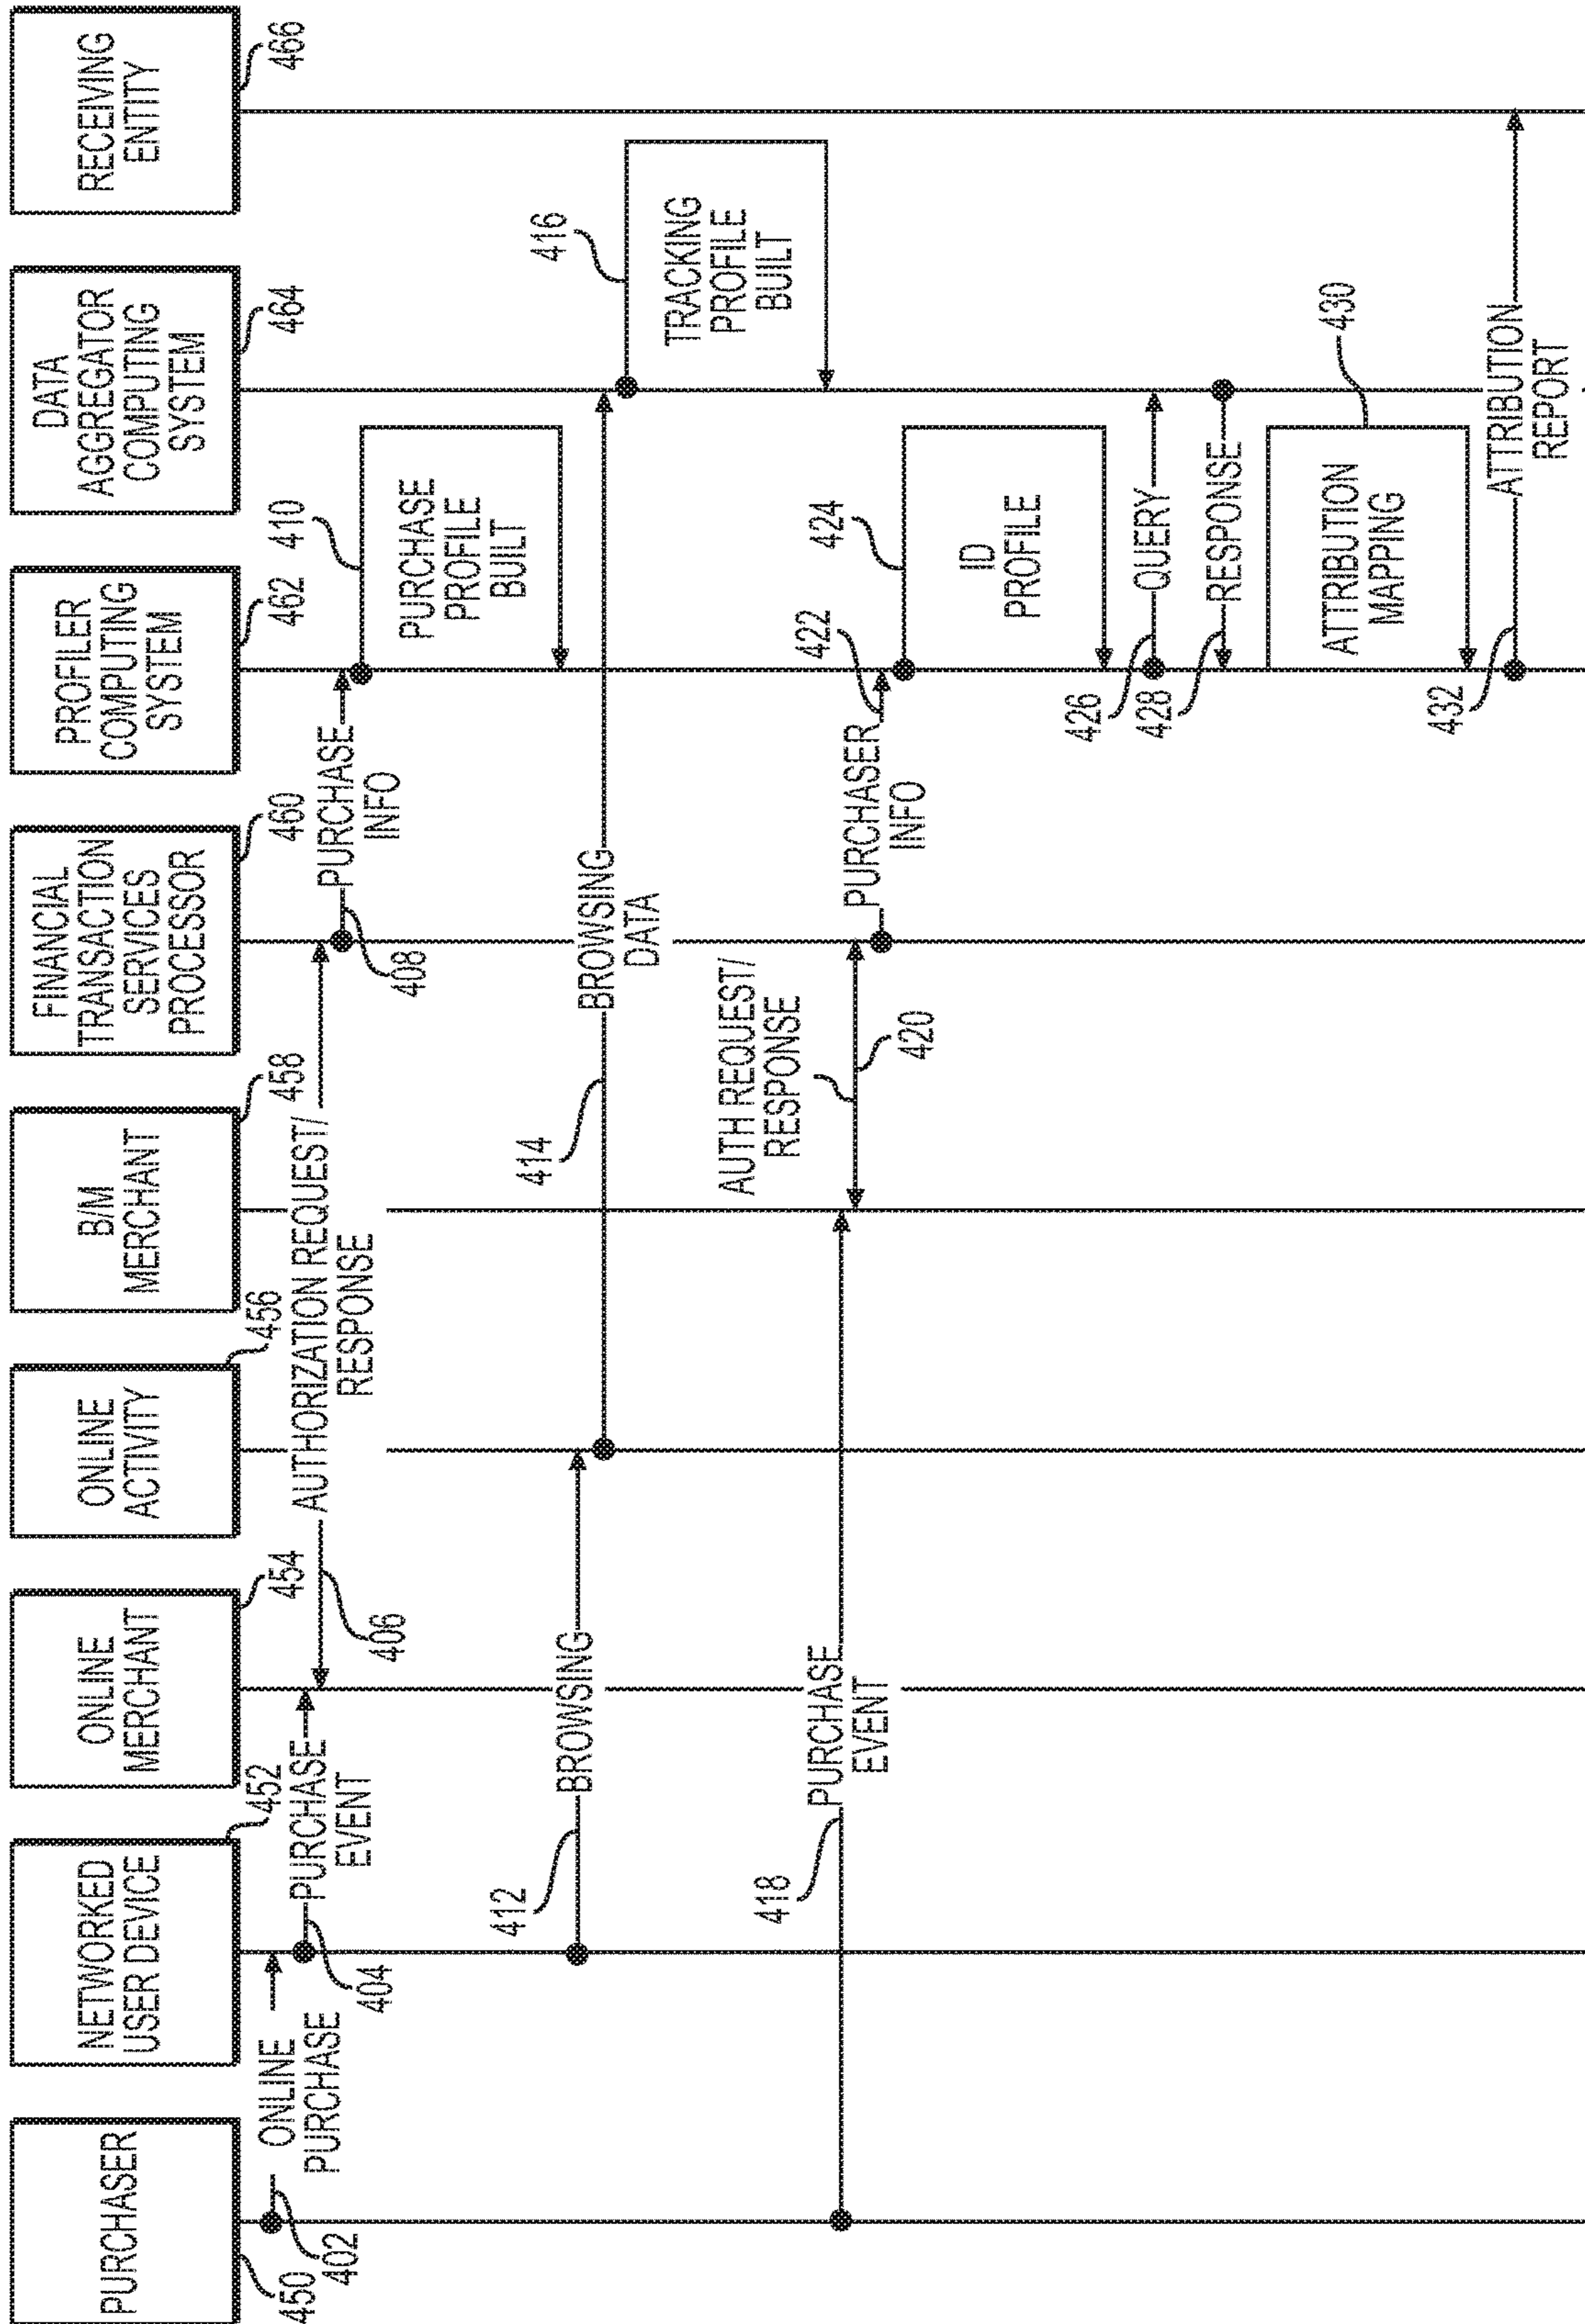 PURCHASER
450
NETWORKED
USER DEVICE
452
ONLINE
MERCHANT
454
ONLINE
ACTIVITY
456
B/M
MERCHANT
458
FINANCIAL
TRANSACTION
SERVICES
PROCESSOR
460
PROFILER
COMPUTING
SYSTEM
462
DATA
AGGREGATOR
COMPUTING
SYSTEM
464
RECEIVING
ENTITY
466
ONLINE
PURCHASE
402
PURCHASE
EVENT
404
AUTHORIZATION REQUEST/
RESPONSE
406
PURCHASE
INFO
408
PURCHASE
PROFILE
BUILT
410
BROWSING
412
BROWSING
DATA
414
TRACKING
PROFILE
BUILT
416
PURCHASE
EVENT
418
AUTH REQUEST/
RESPONSE
420
PURCHASER
INFO
422
ID
PROFILE
424
QUERY
426
RESPONSE
428
ATTRIBUTION
MAPPING
430
ATTRIBUTION
REPORT
432